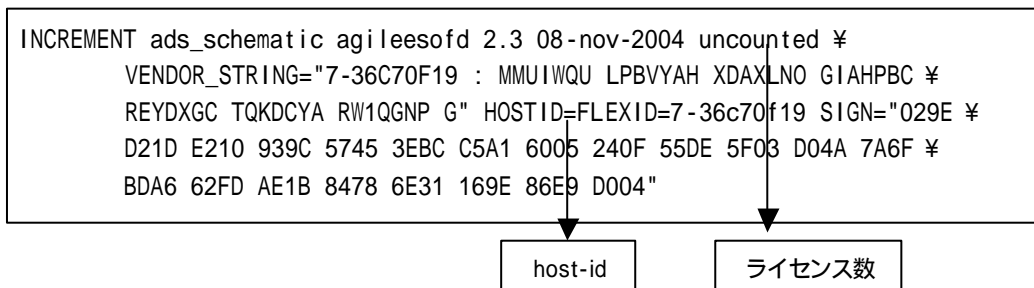 INCREMENT ads_schematic agileesofd 2.3 08-nov-2004 uncounted ¥
VENDOR_STRING="7-36C70F19 : MMUIWQU LPBVYAH XDAXLNO GIAHPBC ¥
REYDXGC TQKDCYA RW1QGNP G" HOSTID=FLEXID=7-36c70f19 SIGN="029E ¥
D21D E210 939C 5745 3EBC C5A1 6005 240F 55DE 5F03 D04A 7A6F ¥
BDA6 62FD AE1B 8478 6E31 169E 86E9 D004"
host-id
ライセンス数